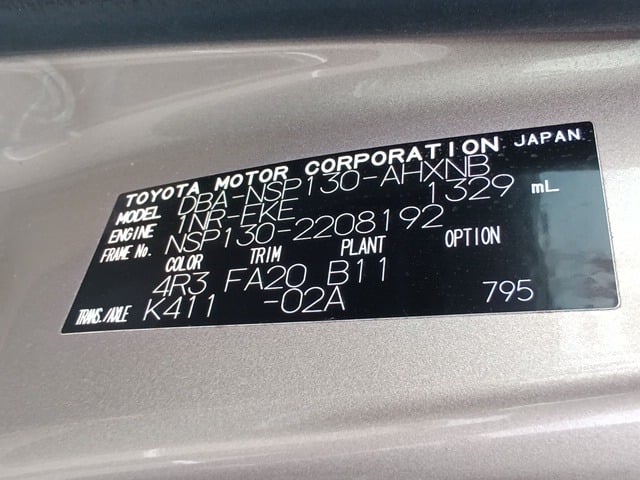 TOYOTA MOTOR CORPORATION JAPAN
MODEL DBA-NSP130-AHXNB
ENGINE 1NR-FKE 1329 mL
FRAME No. NSP130-2208192
COLOR TRIM PLANT OPTION
4R3 FA20 B11
TRANS./AXLE K411 -02A 795